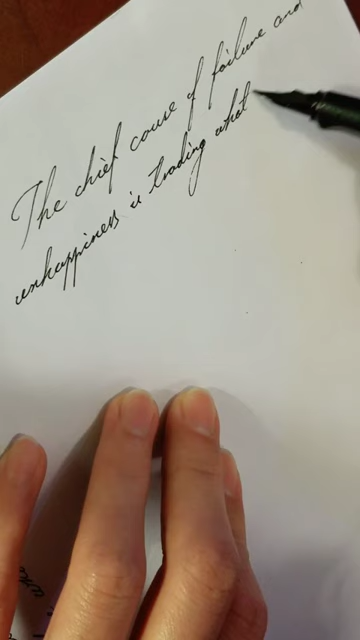 The chief cause of failure and
unhappiness is trading what